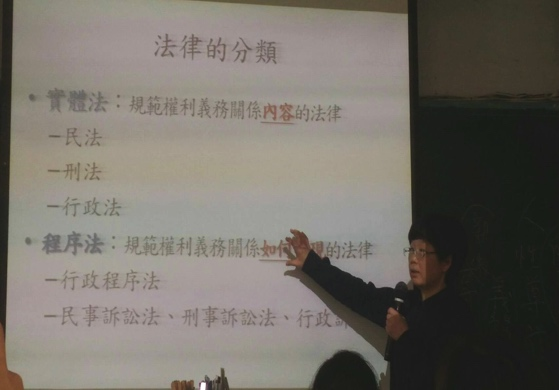 法律的分類
• 實體法：規範權利義務關係內容的法律
－民法
－刑法
－行政法
• 程序法：規範權利義務關係如何 的法律
－行政程序法
－民事訴訟法、刑事訴訟法、行政訴